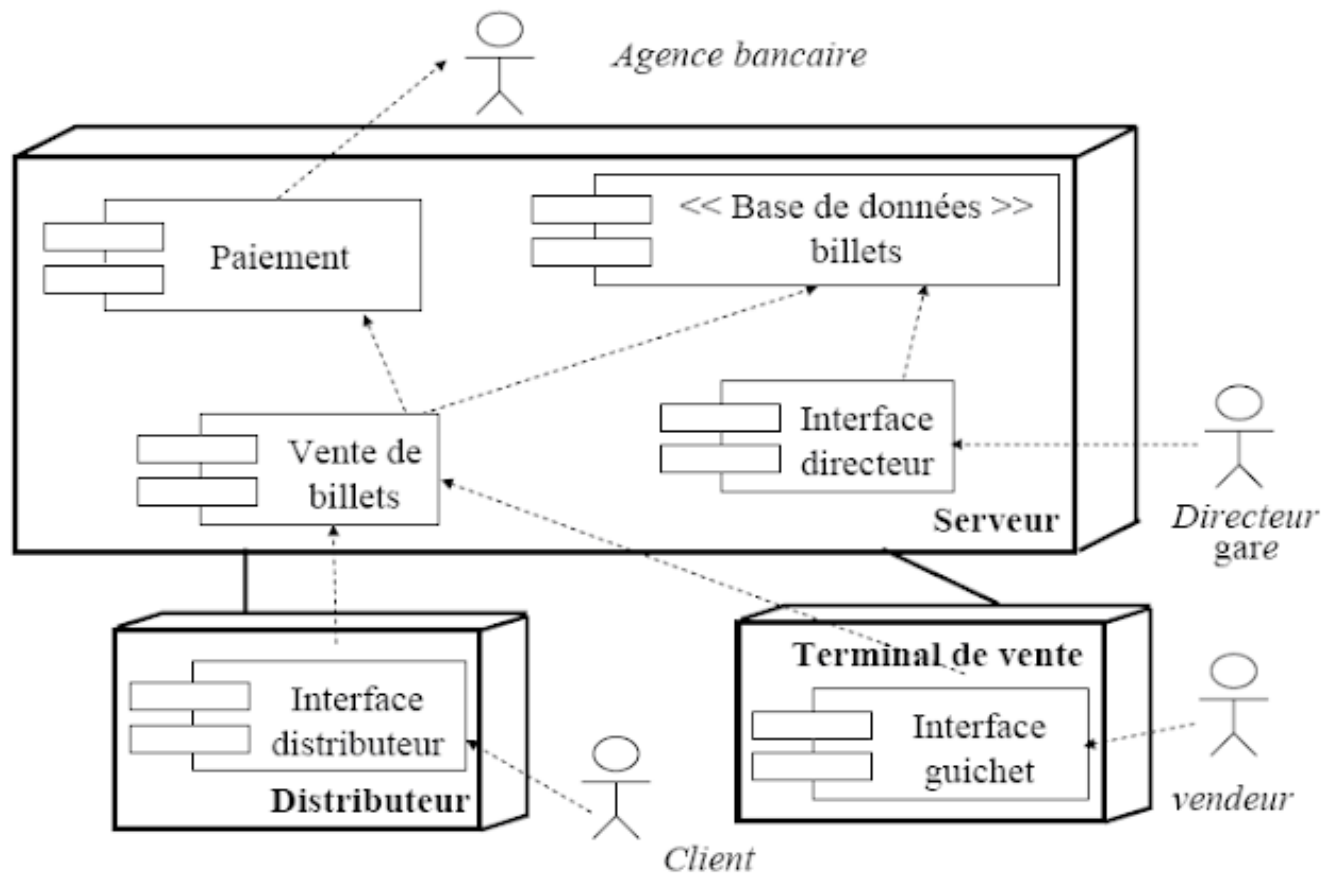 Agence bancaire
<< Base de données >>
billets
Paiement
Interface
directeur
Vente de
billets
Serveur
Directeur
gare
Terminal de vente
Interface
distributeur
Interface
guichet
Distributeur
vendeur
Client